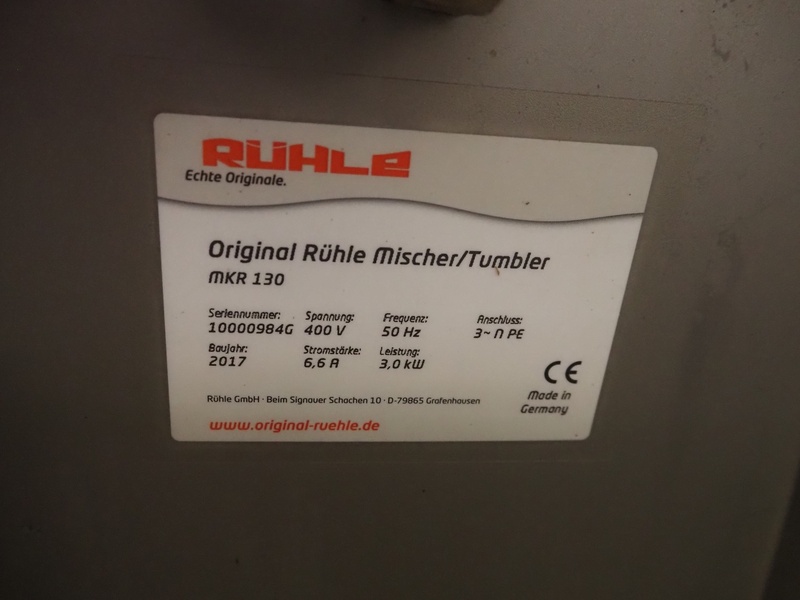 RÜHLE
Echte Originale.
Original Rühle Mischer/Tumbler
MKR 130
Seriennummer: Spannung: Frequenz: Anschluss:
10000984G 400 V 50 Hz 3~ N PE
Baujahr: Stromstärke: Leistung:
2017 6,6 A 3,0 kW
CE
Rühle GmbH · Beim Signauer Schachen 10 · D-79865 Grafenhausen
Made in
Germany
www.original-ruehle.de